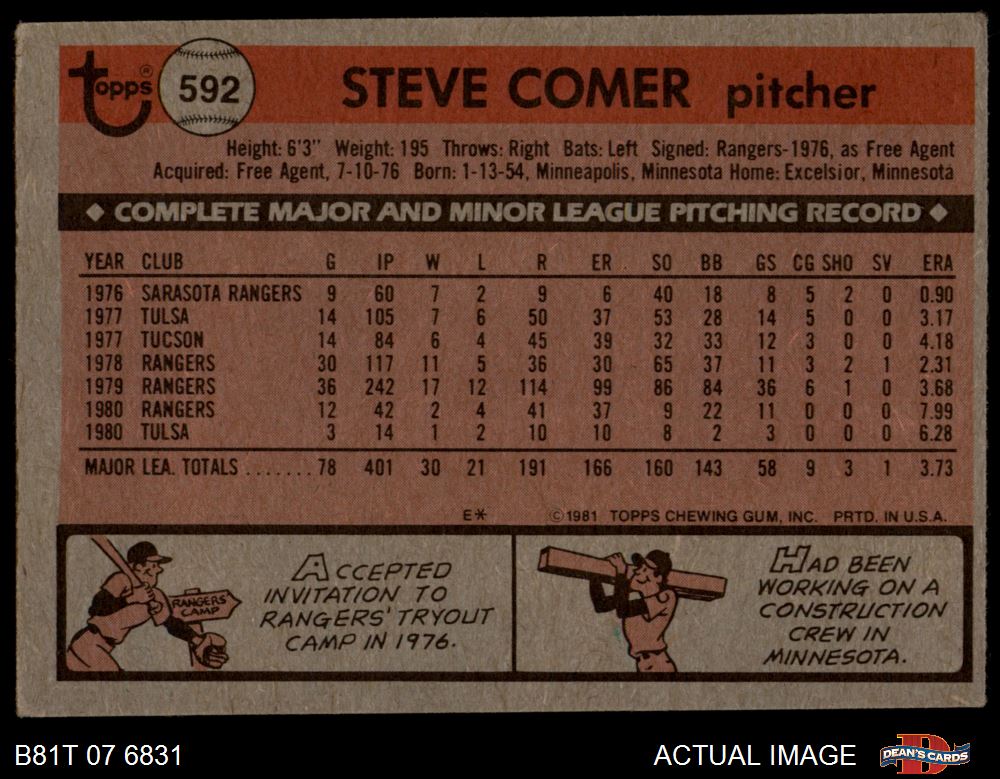 topps® 592 STEVE COMER pitcher
Height: 6'3" Weight: 195 Throws: Right Bats: Left Signed: Rangers-1976, as Free Agent
Acquired: Free Agent, 7-10-76 Born: 1-13-54, Minneapolis, Minnesota Home: Excelsior, Minnesota
◆ COMPLETE MAJOR AND MINOR LEAGUE PITCHING RECORD ◆
YEAR CLUB G IP W L R ER SO BB GS CG SHO SV ERA
1976 SARASOTA RANGERS 9 60 7 2 9 6 40 18 8 5 2 0 0.90
1977 TULSA 14 105 7 6 50 37 53 28 14 5 0 0 3.17
1977 TUCSON 14 84 6 4 45 39 32 33 12 3 0 0 4.18
1978 RANGERS 30 117 11 5 36 30 65 37 11 3 2 1 2.31
1979 RANGERS 36 242 17 12 114 99 86 84 36 6 1 0 3.68
1980 RANGERS 12 42 2 4 41 37 9 22 11 0 0 0 7.99
1980 TULSA 3 14 1 2 10 10 8 2 3 0 0 0 6.28
MAJOR LEA. TOTALS ....... 78 401 30 21 191 166 160 143 58 9 3 1 3.73
E* ©1981 TOPPS CHEWING GUM, INC. PRTD. IN U.S.A.
RANGERS'
CAMP
ACCEPTED
INVITATION TO
RANGERS' TRYOUT
CAMP IN 1976.
HAD BEEN
WORKING ON A
CONSTRUCTION
CREW IN
MINNESOTA.
B81T 07 6831 ACTUAL IMAGE DEAN'S CARDS